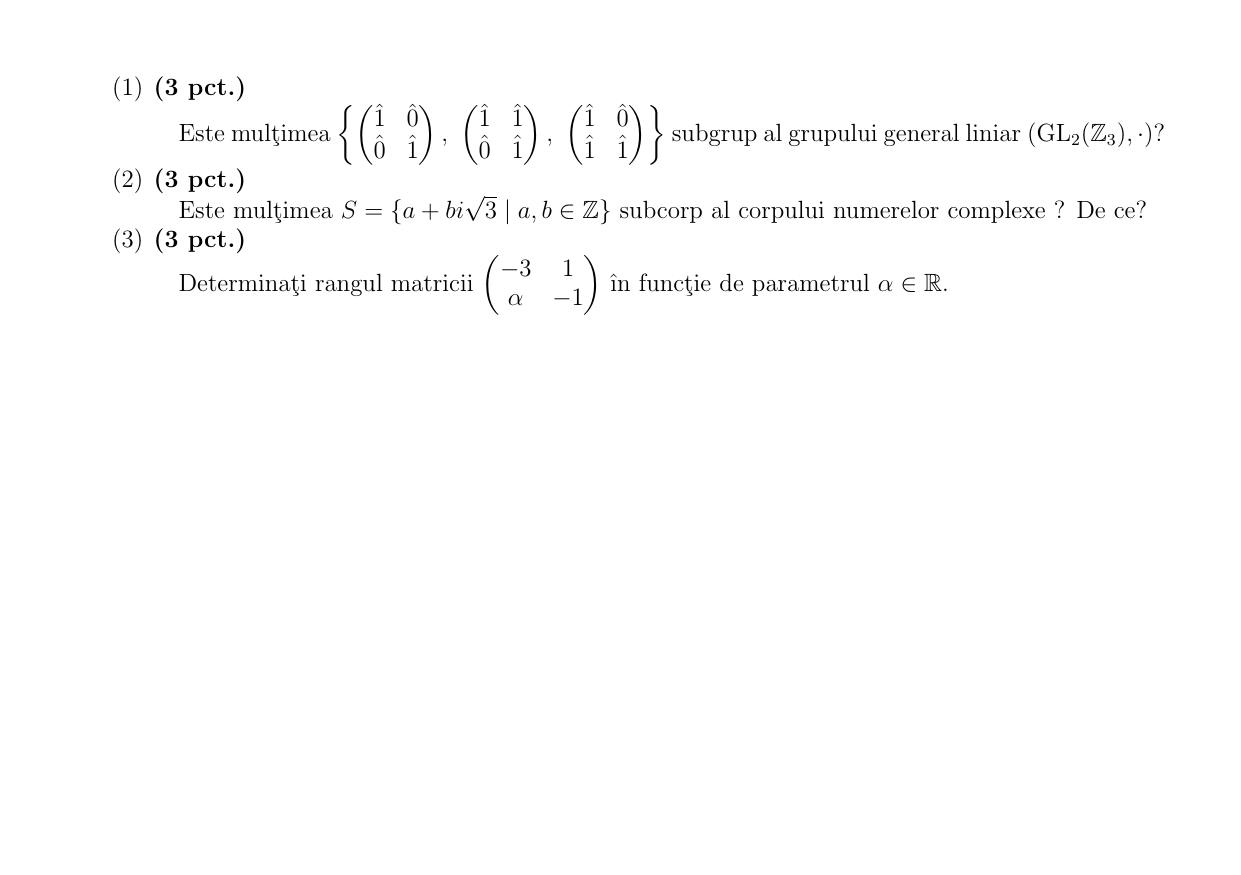 (1) (3 pct.)
Este mulţimea $\left\{\begin{pmatrix}\hat{1} & \hat{0}\\ \hat{0} & \hat{1}\end{pmatrix}, \begin{pmatrix}\hat{1} & \hat{1}\\ \hat{0} & \hat{1}\end{pmatrix}, \begin{pmatrix}\hat{1} & \hat{0}\\ \hat{1} & \hat{1}\end{pmatrix}\right\}$ subgrup al grupului general liniar $(\mathrm{GL}_2(\mathbb{Z}_3), \cdot)$?
(2) (3 pct.)
Este mulţimea $S = \{a + bi\sqrt{3} \mid a, b \in \mathbb{Z}\}$ subcorp al corpului numerelor complexe ? De ce?
(3) (3 pct.)
Determinaţi rangul matricii $\begin{pmatrix}-3 & 1\\ \alpha & -1\end{pmatrix}$ în funcţie de parametrul $\alpha \in \mathbb{R}$.